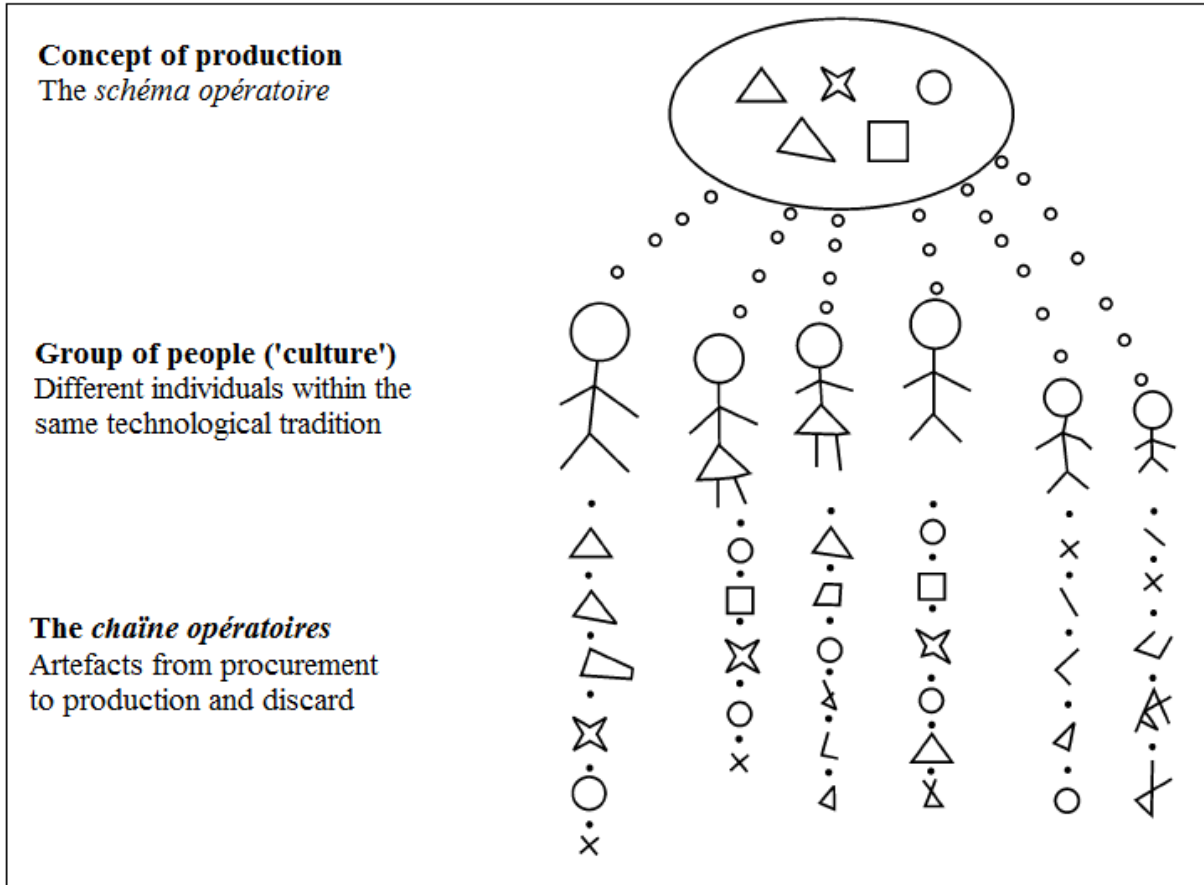 Concept of production
The schéma opératoire
Group of people ('culture')
Different individuals within the
same technological tradition
The chaïne opératoires
Artefacts from procurement
to production and discard